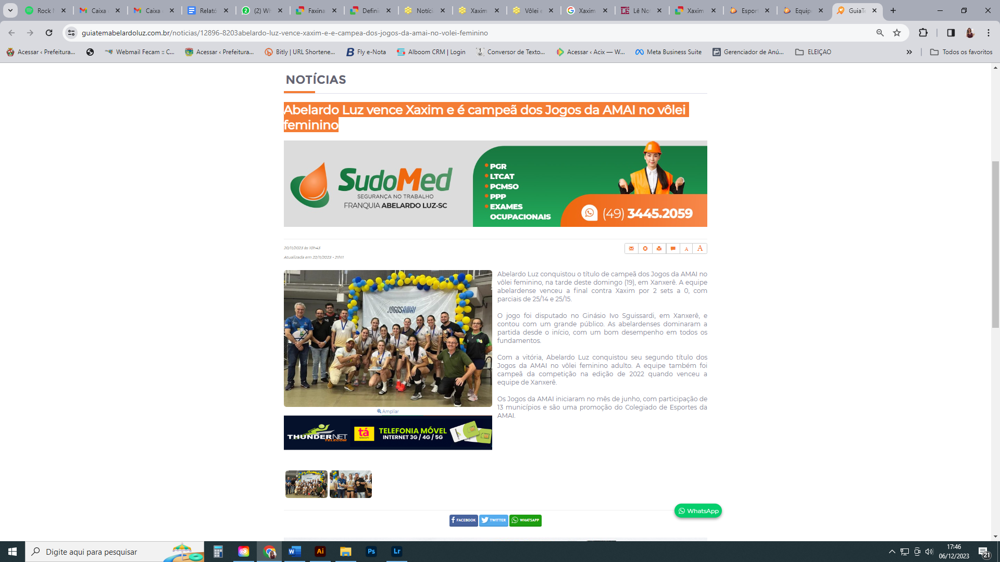 Rock N
Caixa
Caixa
Relató
(2) Wh
Faxina
Defini
Notíci
Xaxim
Vôlei
Xaxim
Lê No
Xaxim
Esport
Equip
GuiaTe
guiatemabelardoluz.com.br/noticias/12896-8203abelardo-luz-vence-xaxim-e-e-campea-dos-jogos-da-amai-no-volei-feminino
Acessar ‹ Prefeitura...
Webmail Fecam :: C...
Acessar ‹ Prefeitura...
Bitly | URL Shortene...
Fly e-Nota
Alboom CRM | Login
Conversor de Texto...
Acessar ‹ Acix — W...
Meta Business Suite
Gerenciador de Anú...
ELEIÇAO
Todos os favoritos
NOTÍCIAS
Abelardo Luz vence Xaxim e é campeã dos Jogos da AMAI no vôlei
feminino
SudoMed
SEGURANÇA NO TRABALHO
FRANQUIA ABELARDO LUZ-SC
• PGR
• LTCAT
• PCMSO
• PPP
• EXAMES
OCUPACIONAIS
(49) 3445.2059
20/11/2023 às 10h43
Atualizada em 22/11/2023 - 21h11
A
A
JOGOSAMAI
Abelardo Luz conquistou o título de campeã dos Jogos da AMAI no
vôlei feminino, na tarde deste domingo (19), em Xanxerê. A equipe
abelardense venceu a final contra Xaxim por 2 sets a 0, com
parciais de 25/14 e 25/15.
O jogo foi disputado no Ginásio Ivo Sguissardi, em Xanxerê, e
contou com um grande público. As abelardenses dominaram a
partida desde o início, com um bom desempenho em todos os
fundamentos.
Com a vitória, Abelardo Luz conquistou seu segundo título dos
Jogos da AMAI no vôlei feminino adulto. A equipe também foi
campeã da competição na edição de 2022 quando venceu a
equipe de Xanxerê.
Os Jogos da AMAI iniciaram no mês de junho, com participação de
13 municípios e são uma promoção do Colegiado de Esportes da
AMAI.
Ampliar
THUNDERNET
TELECOM
tá
telecom
TELEFONIA MÓVEL
INTERNET 3G / 4G / 5G
WhatsApp
FACEBOOK
TWITTER
WHATSAPP
Digite aqui para pesquisar
Ai
Ps
Lr
17:46
06/12/2023
21